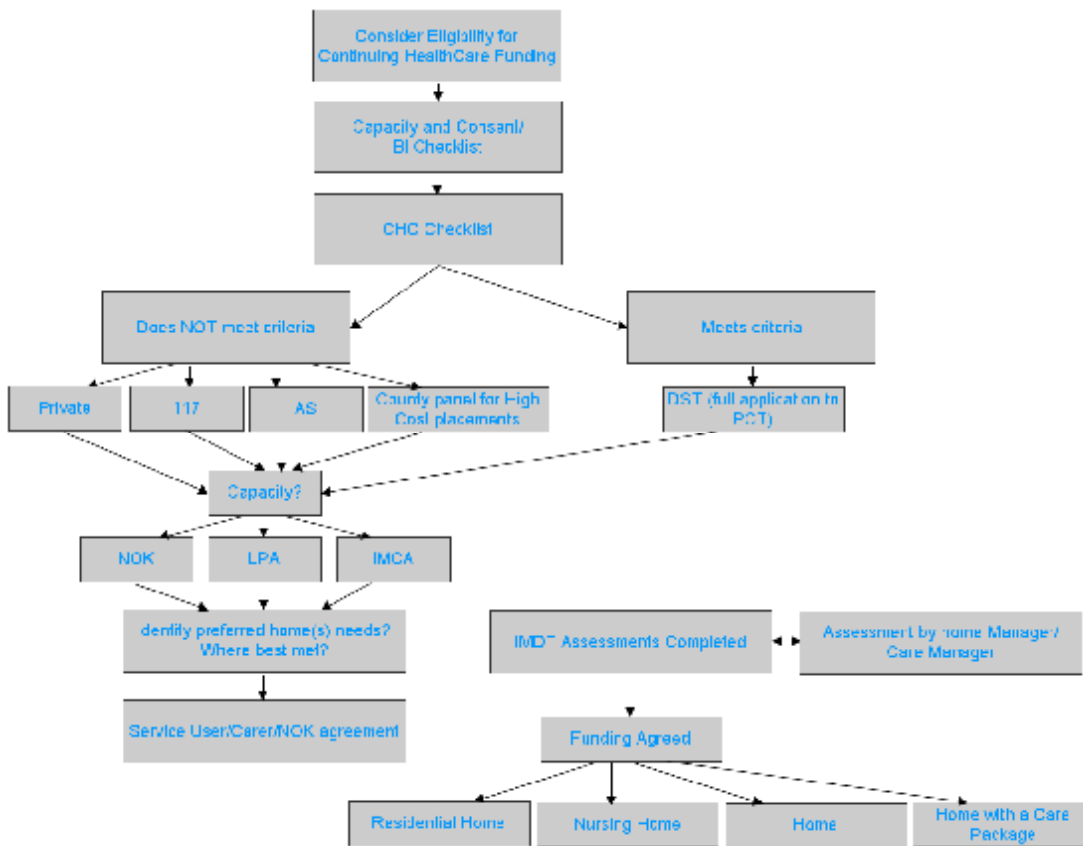 Consider Eligibility for
Continuing HealthCare Funding
Capacity and Consent/
BI Checklist
CHC Checklist
Does NOT meet criteria
Meets criteria
Private
117
AS
County panel for High
Cost placements
DST (full application to
PCT)
Capacity?
NOK
LPA
IMCA
Identify preferred home(s) needs?
Where best met?
IMDT Assessments Completed
Assessment by home Manager/
Care Manager
Service User/Carer/NOK agreement
Funding Agreed
Residential Home
Nursing Home
Home
Home with a Care
Package